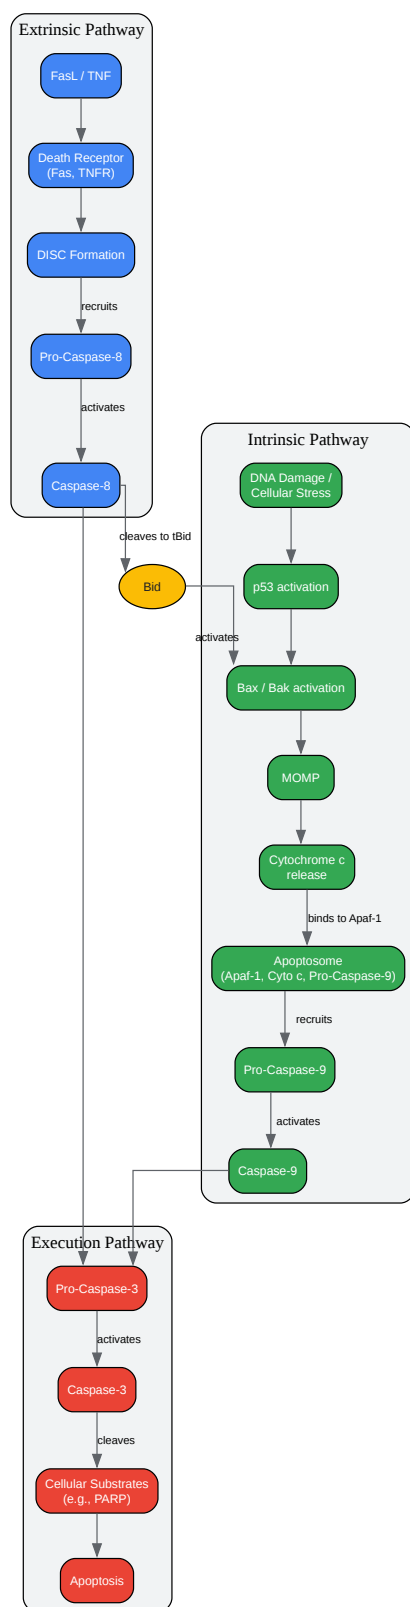 Extrinsic Pathway
FasL / TNF
Death Receptor
(Fas, TNFR)
DISC Formation
recruits
Pro-Caspase-8
activates
Caspase-8
cleaves to tBid
Bid
activates
Intrinsic Pathway
DNA Damage /
Cellular Stress
p53 activation
Bax / Bak activation
MOMP
Cytochrome c
release
binds to Apaf-1
Apoptosome
(Apaf-1, Cyto c, Pro-Caspase-9)
recruits
Pro-Caspase-9
activates
Caspase-9
Execution Pathway
Pro-Caspase-3
activates
Caspase-3
cleaves
Cellular Substrates
(e.g., PARP)
Apoptosis